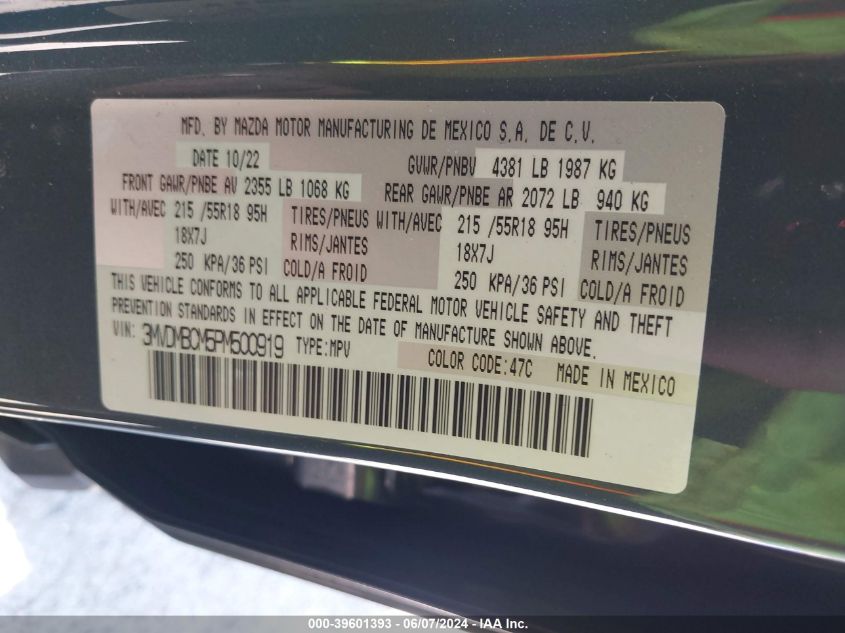 MFD. BY MAZDA MOTOR MANUFACTURING DE MEXICO S.A. DE C.V.
DATE 10/22 GVWR/PNBV 4381 LB 1987 KG
FRONT GAWR/PNBE AV 2355 LB 1068 KG REAR GAWR/PNBE AR 2072 LB 940 KG
WITH/AVEC 215 /55R18 95H TIRES/PNEUS WITH/AVEC 215 /55R18 95H TIRES/PNEUS
18X7J RIMS/JANTES 18X7J RIMS/JANTES
250 KPA/36 PSI COLD/A FROID 250 KPA/36 PSI COLD/A FROID
THIS VEHICLE CONFORMS TO ALL APPLICABLE FEDERAL MOTOR VEHICLE SAFETY AND THEFT
PREVENTION STANDARDS IN EFFECT ON THE DATE OF MANUFACTURE SHOWN ABOVE.
VIN: 3MVDMBCM5PM500919 TYPE:MPV COLOR CODE:47C MADE IN MEXICO
000-39601393 - 06/07/2024 - IAA Inc.